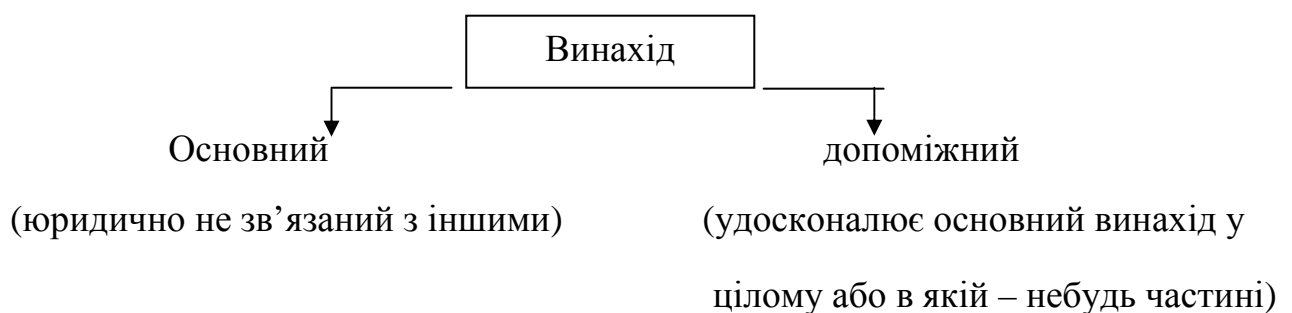 Винахід
Основний допоміжний
(юридично не зв’язаний з іншими) (удосконалює основний винахід у
цілому або в якій – небудь частині)